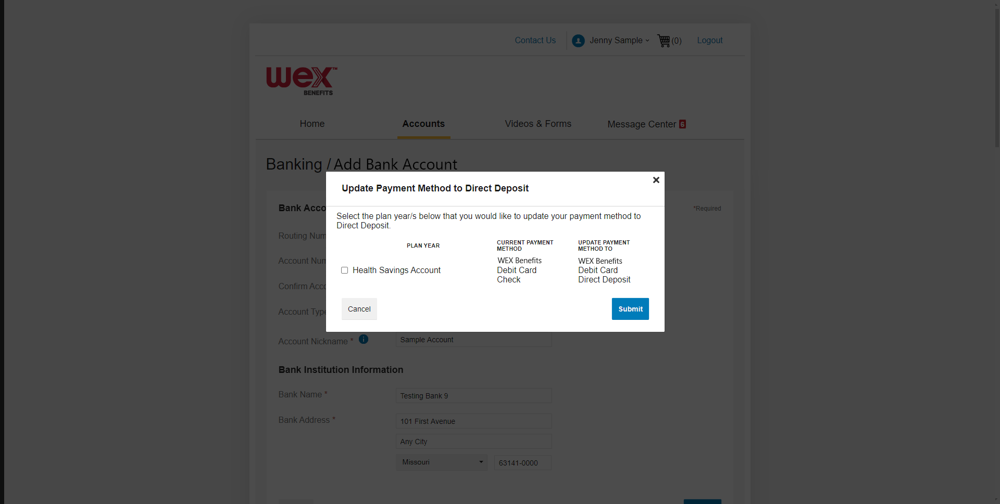 Contact Us
Jenny Sample
(0)
Logout
wex™
BENEFITS
Home
Accounts
Videos & Forms
Message Center 6
Banking / Add Bank Account
Update Payment Method to Direct Deposit
Bank Acco
*Required
Select the plan year/s below that you would like to update your payment method to
Direct Deposit.
Routing Num
PLAN YEAR
CURRENT PAYMENT
METHOD
UPDATE PAYMENT
METHOD TO
Account Num
Health Savings Account
WEX Benefits
Debit Card
Check
WEX Benefits
Debit Card
Direct Deposit
Confirm Acco
Account Type
Cancel
Submit
Account Nickname *
Sample Account
Bank Institution Information
Bank Name *
Testing Bank 9
Bank Address *
101 First Avenue
Any City
Missouri
63141-0000